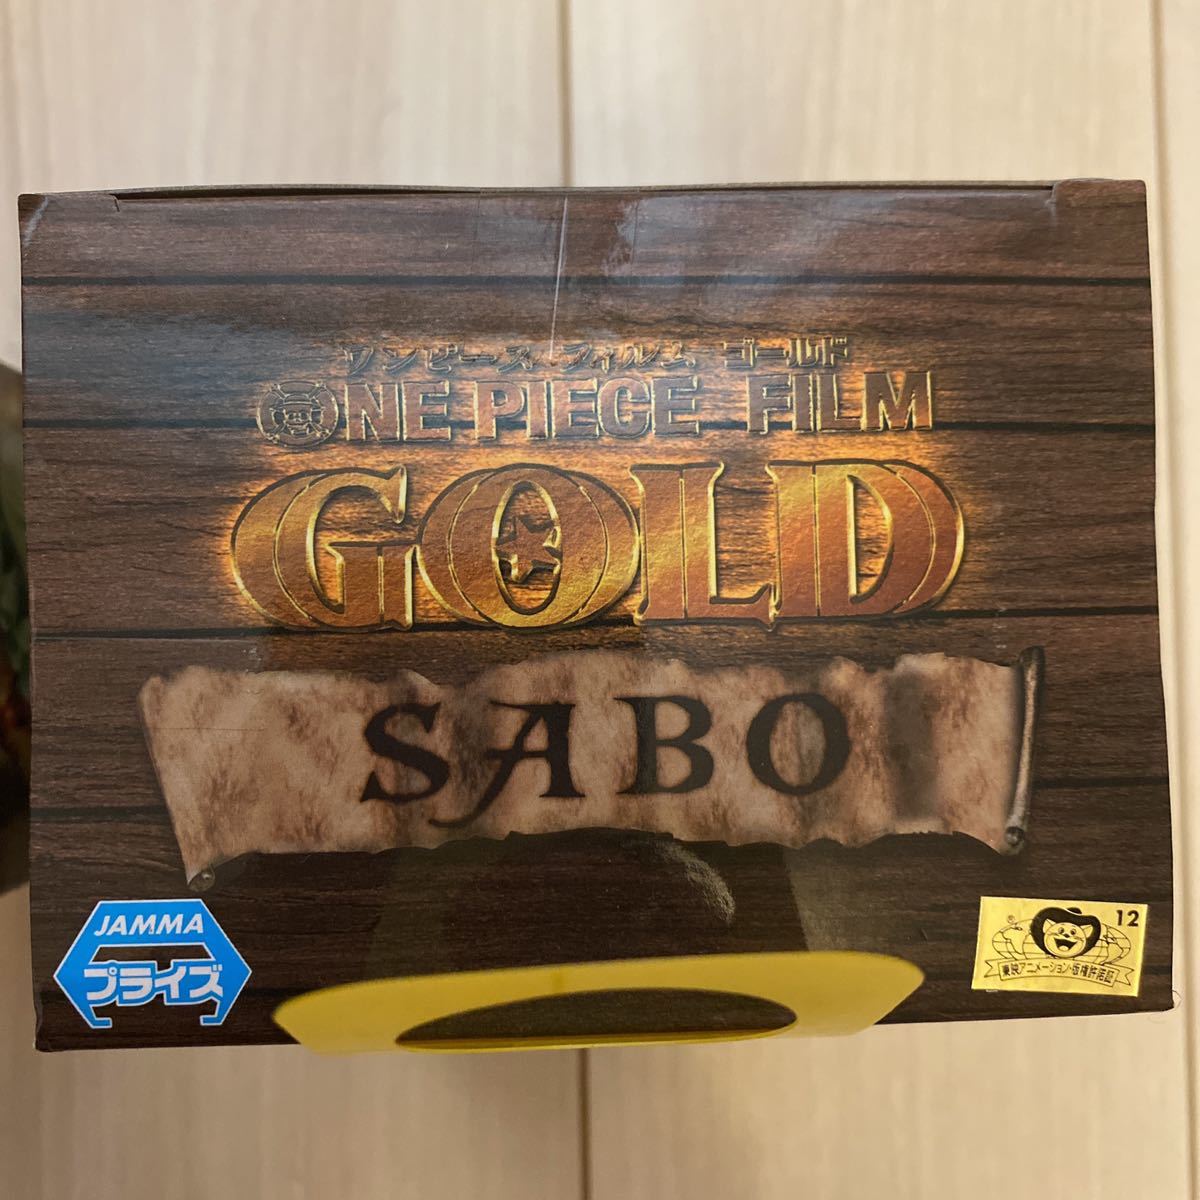 ワンピース フィルム ゴールド
ONE PIECE FILM
GOLD
SABO
JAMMA
プライズ
® 12
東映アニメーション・版権許諾証